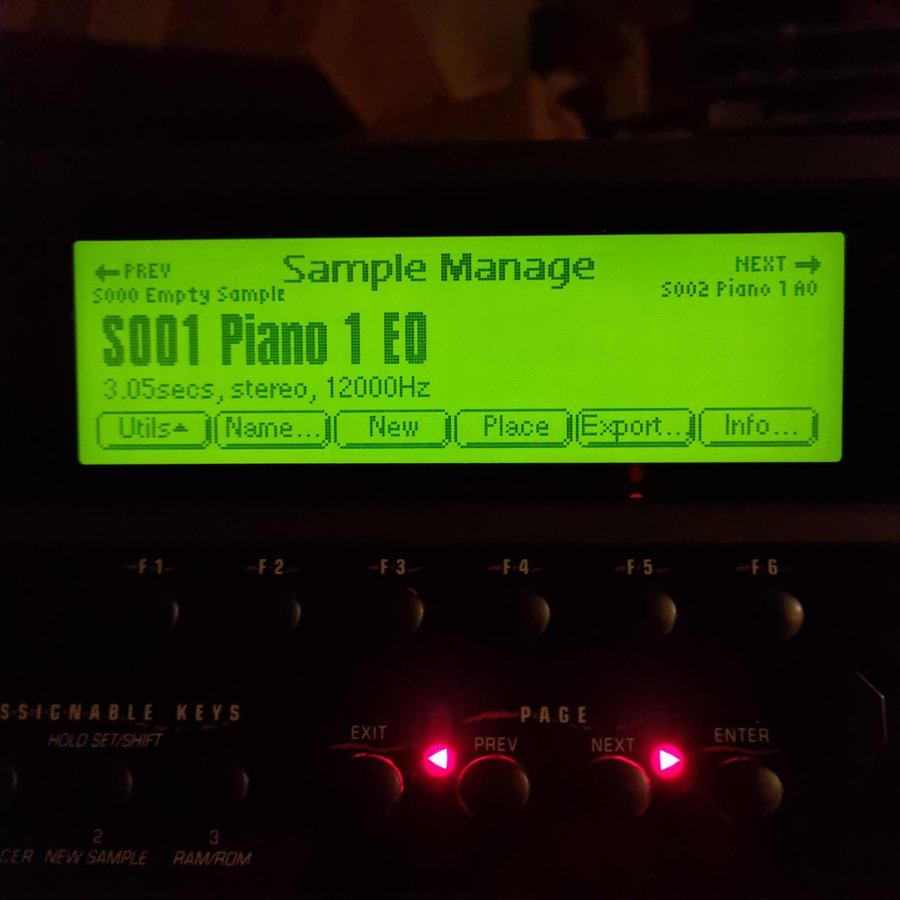 ← PREV Sample Manage NEXT →
S000 Empty Sample S002 Piano 1 A0
S001 Piano 1 E0
3.05secs, stereo, 12000Hz
Utils▲ Name... New Place Export... Info...
F1 F2 F3 F4 F5 F6
SSIGNABLE KEYS PAGE
HOLD SET/SHIFT EXIT PREV NEXT ENTER
2 3
CER NEW SAMPLE RAM/ROM